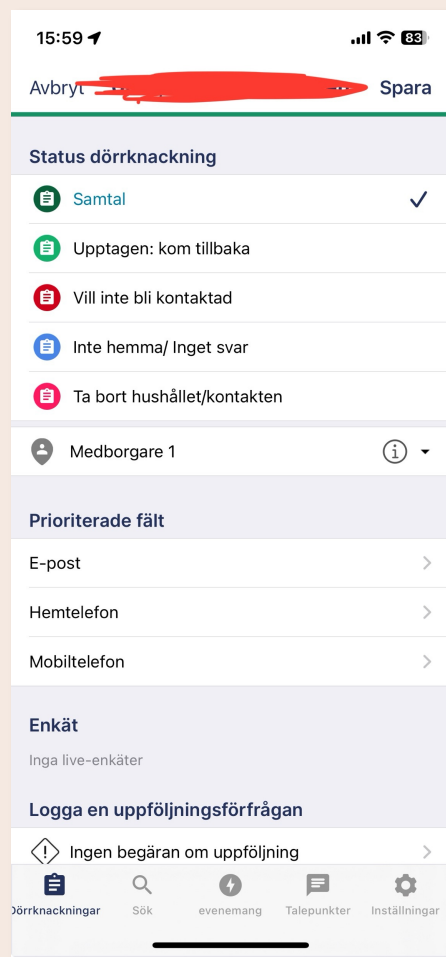 15:59
83
Avbryt
Spara
Status dörrknackning
Samtal
Upptagen: kom tillbaka
Vill inte bli kontaktad
Inte hemma/ Inget svar
Ta bort hushållet/kontakten
Medborgare 1
Prioriterade fält
E-post
Hemtelefon
Mobiltelefon
Enkät
Inga live-enkäter
Logga en uppföljningsförfrågan
Ingen begäran om uppföljning
Dörrknackningar
Sök
evenemang
Talepunkter
Inställningar